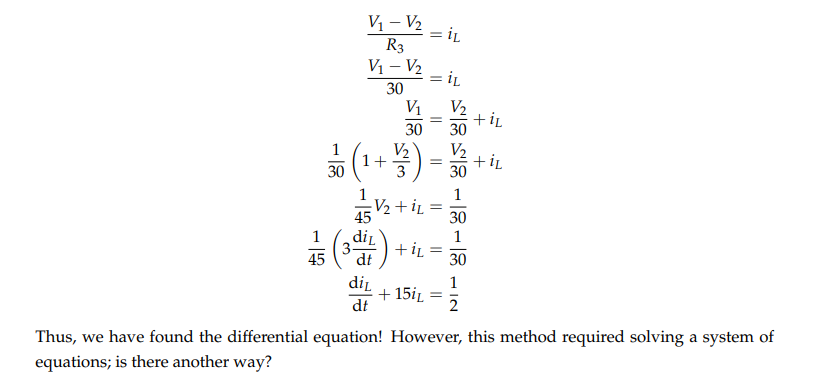 \frac{V_1 - V_2}{R_3} = i_L
\frac{V_1 - V_2}{30} = i_L
\frac{V_1}{30} = \frac{V_2}{30} + i_L
\frac{1}{30} \left( 1 + \frac{V_2}{3} \right) = \frac{V_2}{30} + i_L
\frac{1}{45} V_2 + i_L = \frac{1}{30}
\frac{1}{45} \left( 3 \frac{di_L}{dt} \right) + i_L = \frac{1}{30}
\frac{di_L}{dt} + 15 i_L = \frac{1}{2}
Thus, we have found the differential equation! However, this method required solving a system of
equations; is there another way?